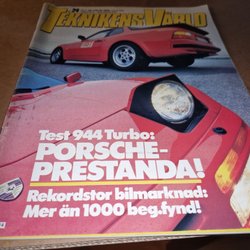 TEKNIKENS VÄRLD
Test 944 Turbo:
PORSCHE-
PRESTANDA!
Rekordstor bilmarknad:
Mer än 1000 beg.fynd!